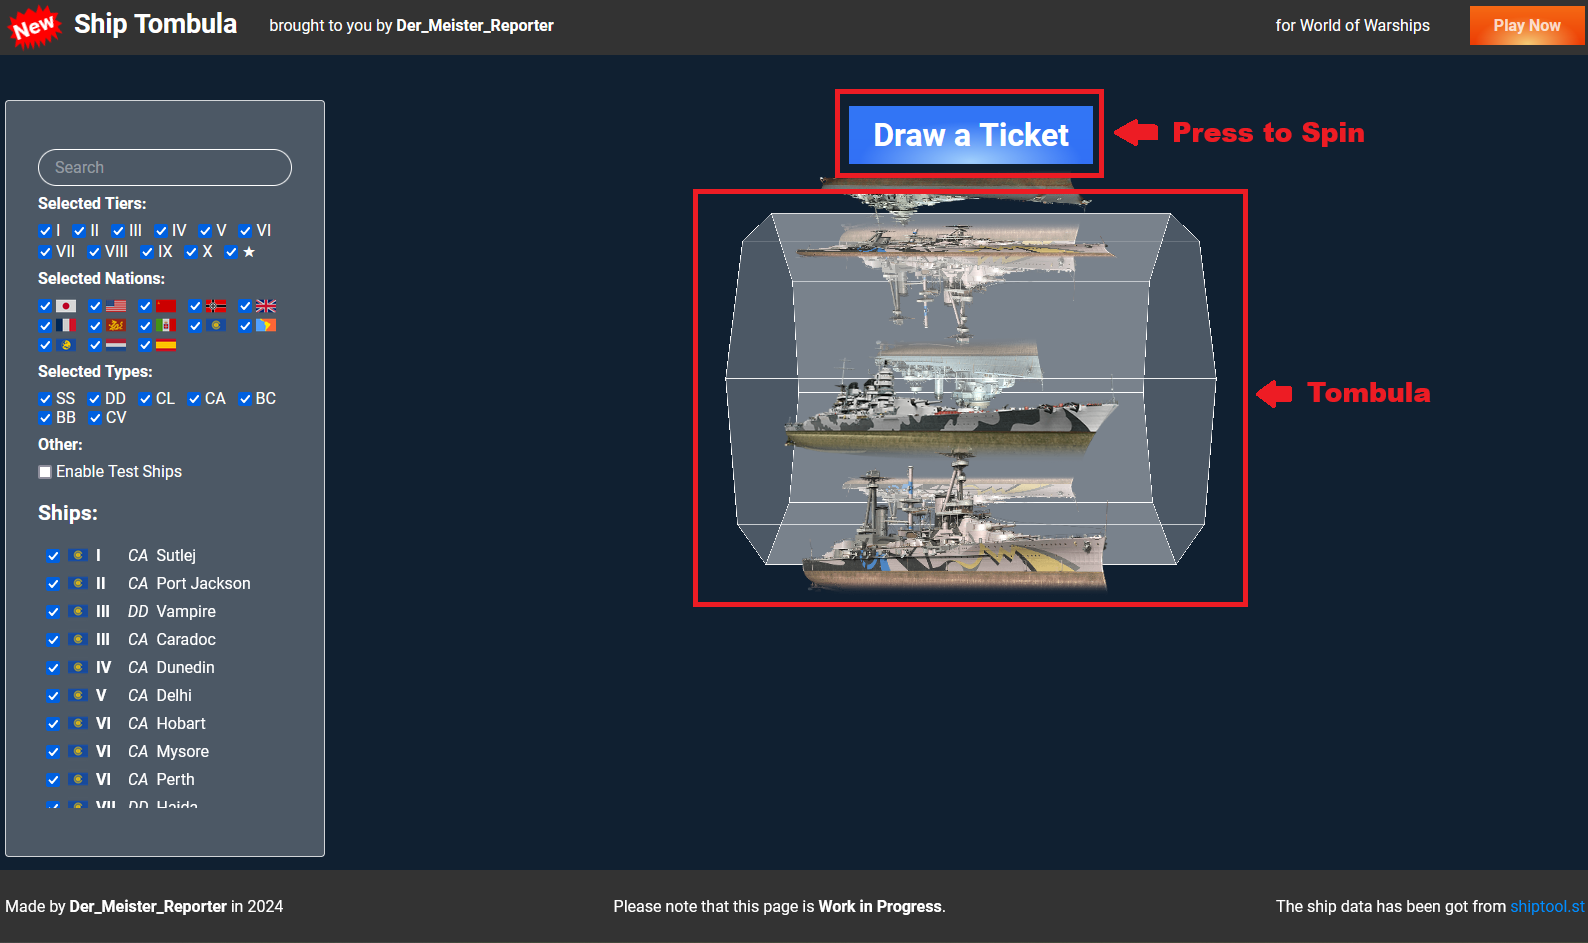 New Ship Tombula brought to you by Der_Meister_Reporter for World of Warships Play Now
Draw a Ticket
Press to Spin
Tombula
Search
Selected Tiers:
I II III IV V VI
VII VIII IX X ★
Selected Nations:
Selected Types:
SS DD CL CA BC
BB CV
Other:
Enable Test Ships
Ships:
I CA Sutlej
II CA Port Jackson
III DD Vampire
III CA Caradoc
IV CA Dunedin
V CA Delhi
VI CA Hobart
VI CA Mysore
VI CA Perth
VII DD Haida
Made by Der_Meister_Reporter in 2024 Please note that this page is Work in Progress. The ship data has been got from shiptool.st